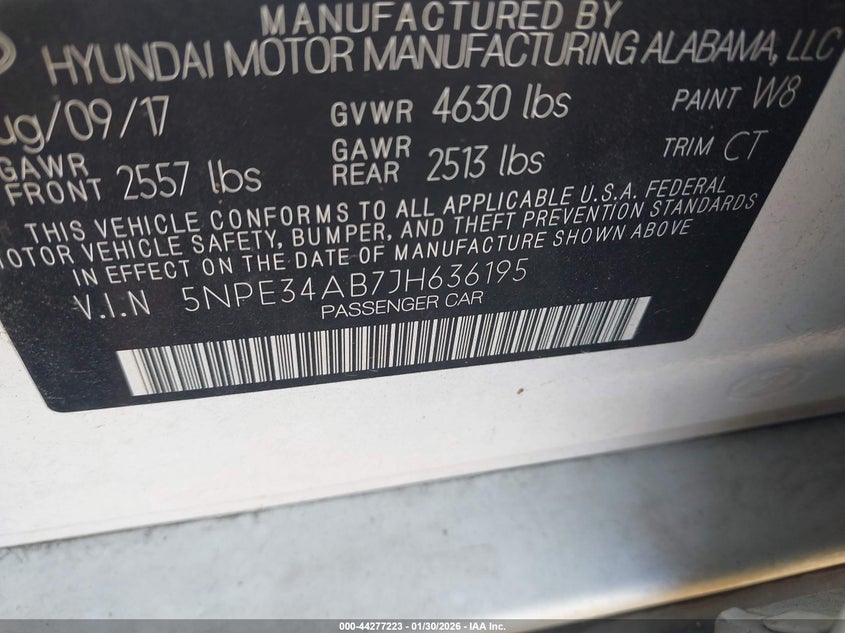 MANUFACTURED BY
HYUNDAI MOTOR MANUFACTURING ALABAMA, LLC
ug/09/17 GVWR 4630 lbs PAINT W8
GAWR FRONT 2557 lbs GAWR REAR 2513 lbs TRIM CT
THIS VEHICLE CONFORMS TO ALL APPLICABLE U.S.A. FEDERAL
MOTOR VEHICLE SAFETY, BUMPER, AND THEFT PREVENTION STANDARDS
IN EFFECT ON THE DATE OF MANUFACTURE SHOWN ABOVE
V.I.N 5NPE34AB7JH636195
PASSENGER CAR
000-44277223 - 01/30/2026 - IAA Inc.